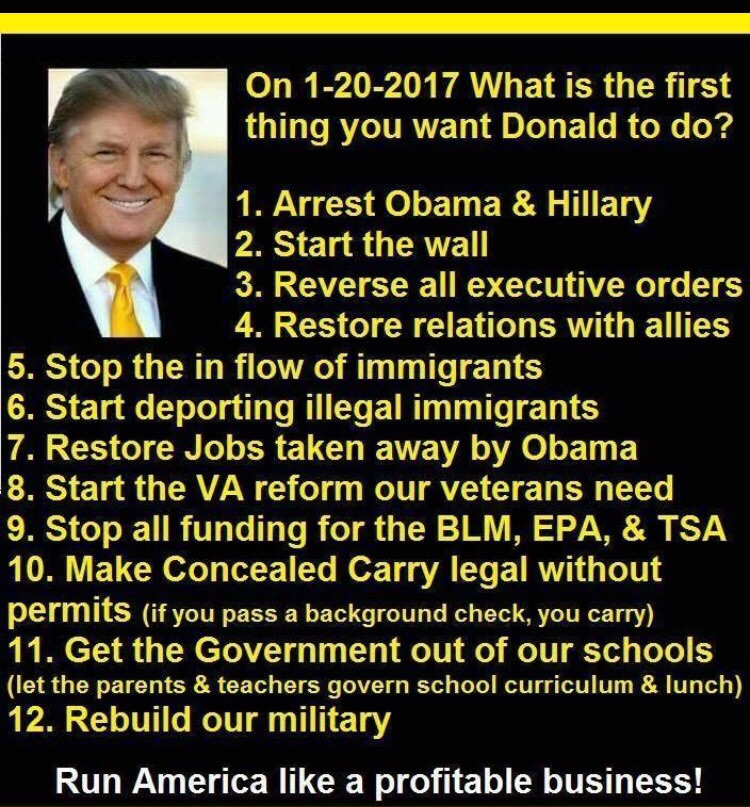 On 1-20-2017 What is the first
thing you want Donald to do?
1. Arrest Obama & Hillary
2. Start the wall
3. Reverse all executive orders
4. Restore relations with allies
5. Stop the in flow of immigrants
6. Start deporting illegal immigrants
7. Restore Jobs taken away by Obama
8. Start the VA reform our veterans need
9. Stop all funding for the BLM, EPA, & TSA
10. Make Concealed Carry legal without
permits (if you pass a background check, you carry)
11. Get the Government out of our schools
(let the parents & teachers govern school curriculum & lunch)
12. Rebuild our military
Run America like a profitable business!